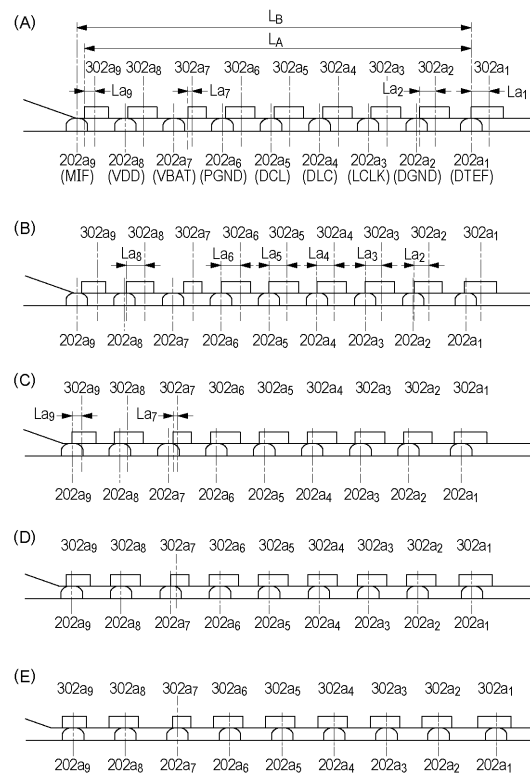 (A)
L_B
L_A
302a₉ 302a₈ 302a₇ 302a₆ 302a₅ 302a₄ 302a₃ 302a₂ 302a₁
La₉ La₇ La₂ La₁
202a₉ 202a₈ 202a₇ 202a₆ 202a₅ 202a₄ 202a₃ 202a₂ 202a₁
(MIF) (VDD) (VBAT) (PGND) (DCL) (DLC) (LCLK) (DGND) (DTEF)
(B)
302a₉ 302a₈ 302a₇ 302a₆ 302a₅ 302a₄ 302a₃ 302a₂ 302a₁
La₈ La₆ La₅ La₄ La₃ La₂
202a₉ 202a₈ 202a₇ 202a₆ 202a₅ 202a₄ 202a₃ 202a₂ 202a₁
(C)
302a₉ 302a₈ 302a₇ 302a₆ 302a₅ 302a₄ 302a₃ 302a₂ 302a₁
La₉ La₇
202a₉ 202a₈ 202a₇ 202a₆ 202a₅ 202a₄ 202a₃ 202a₂ 202a₁
(D)
302a₉ 302a₈ 302a₇ 302a₆ 302a₅ 302a₄ 302a₃ 302a₂ 302a₁
202a₉ 202a₈ 202a₇ 202a₆ 202a₅ 202a₄ 202a₃ 202a₂ 202a₁
(E)
302a₉ 302a₈ 302a₇ 302a₆ 302a₅ 302a₄ 302a₃ 302a₂ 302a₁
202a₉ 202a₈ 202a₇ 202a₆ 202a₅ 202a₄ 202a₃ 202a₂ 202a₁